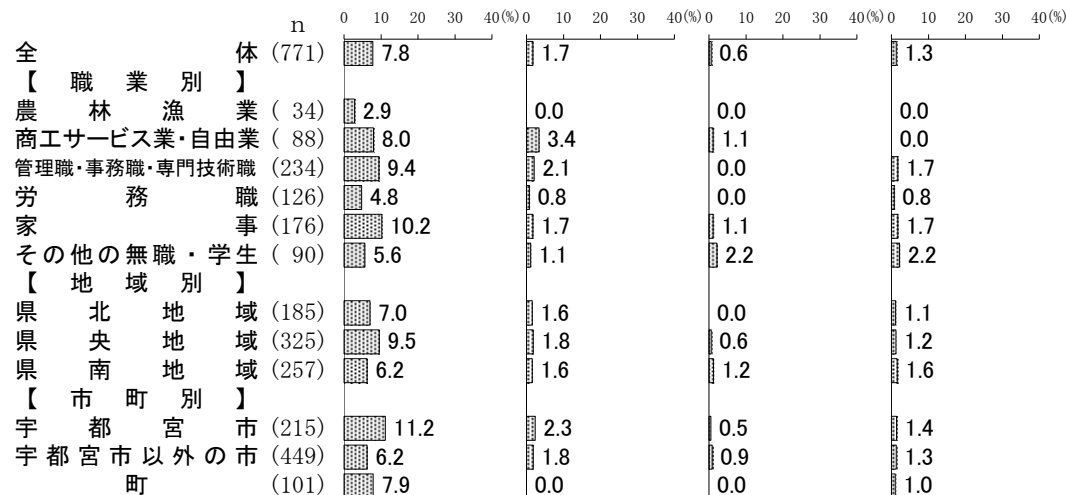 0 10 20 30 40(%) 0 10 20 30 40(%) 0 10 20 30 40(%) 0 10 20 30 40(%)
n
全体 (771) 7.8 1.7 0.6 1.3
【職業別】
農林漁業 ( 34) 2.9 0.0 0.0 0.0
商工サービス業・自由業 ( 88) 8.0 3.4 1.1 0.0
管理職・事務職・専門技術職 (234) 9.4 2.1 0.0 1.7
労務職 (126) 4.8 0.8 0.0 0.8
家事 (176) 10.2 1.7 1.1 1.7
その他の無職・学生 ( 90) 5.6 1.1 2.2 2.2
【地域別】
県北地域 (185) 7.0 1.6 0.0 1.1
県央地域 (325) 9.5 1.8 0.6 1.2
県南地域 (257) 6.2 1.6 1.2 1.6
【市町別】
宇都宮市 (215) 11.2 2.3 0.5 1.4
宇都宮市以外の市 (449) 6.2 1.8 0.9 1.3
町 (101) 7.9 0.0 0.0 1.0